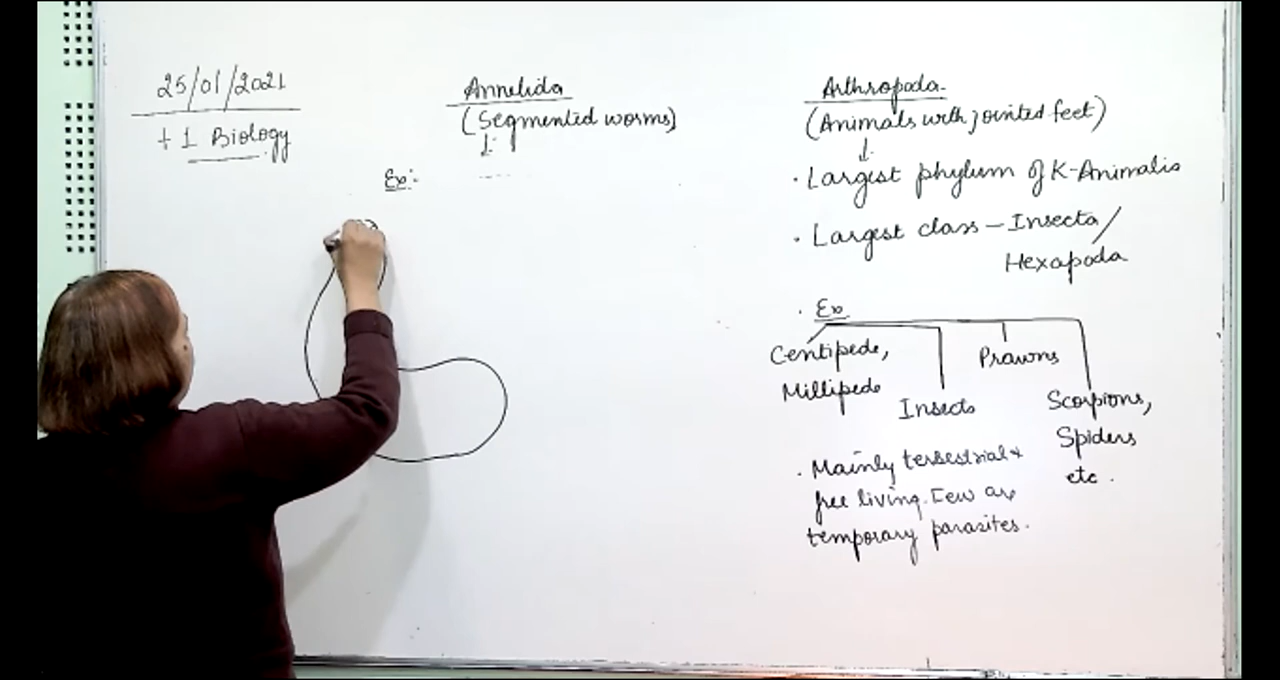 25/01/2021
+1 Biology
Annelida
(Segmented worms)
Ex:
Arthropoda
(Animals with jointed feet)
· Largest phylum of K-Animalia
· Largest class – Insecta/
Hexapoda
· Ex
Centipede,
Millipede
Insects
Prawns
Scorpions,
Spiders
etc.
· Mainly terrestrial &
free living. Few are
temporary parasites.